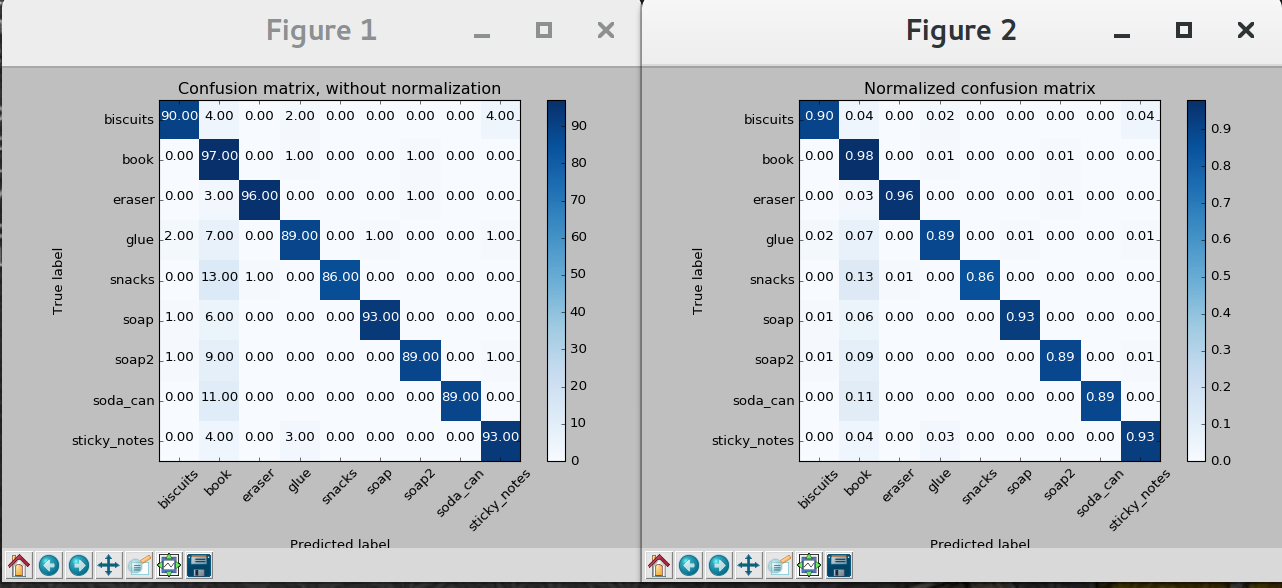 Figure 1
Confusion matrix, without normalization
True label
biscuits 90.00 4.00 0.00 2.00 0.00 0.00 0.00 0.00 4.00
book 0.00 97.00 0.00 1.00 0.00 0.00 1.00 0.00 0.00
eraser 0.00 3.00 96.00 0.00 0.00 0.00 1.00 0.00 0.00
glue 2.00 7.00 0.00 89.00 0.00 1.00 0.00 0.00 1.00
snacks 0.00 13.00 1.00 0.00 86.00 0.00 0.00 0.00 0.00
soap 1.00 6.00 0.00 0.00 0.00 93.00 0.00 0.00 0.00
soap2 1.00 9.00 0.00 0.00 0.00 0.00 89.00 0.00 1.00
soda_can 0.00 11.00 0.00 0.00 0.00 0.00 0.00 89.00 0.00
sticky_notes 0.00 4.00 0.00 3.00 0.00 0.00 0.00 0.00 93.00
biscuits book eraser glue snacks soap soap2 soda_can sticky_notes
Predicted label
90
80
70
60
50
40
30
20
10
0
Figure 2
Normalized confusion matrix
True label
biscuits 0.90 0.04 0.00 0.02 0.00 0.00 0.00 0.00 0.04
book 0.00 0.98 0.00 0.01 0.00 0.00 0.01 0.00 0.00
eraser 0.00 0.03 0.96 0.00 0.00 0.00 0.01 0.00 0.00
glue 0.02 0.07 0.00 0.89 0.00 0.01 0.00 0.00 0.01
snacks 0.00 0.13 0.01 0.00 0.86 0.00 0.00 0.00 0.00
soap 0.01 0.06 0.00 0.00 0.00 0.93 0.00 0.00 0.00
soap2 0.01 0.09 0.00 0.00 0.00 0.00 0.89 0.00 0.01
soda_can 0.00 0.11 0.00 0.00 0.00 0.00 0.00 0.89 0.00
sticky_notes 0.00 0.04 0.00 0.03 0.00 0.00 0.00 0.00 0.93
biscuits book eraser glue snacks soap soap2 soda_can sticky_notes
Predicted label
0.9
0.8
0.7
0.6
0.5
0.4
0.3
0.2
0.1
0.0